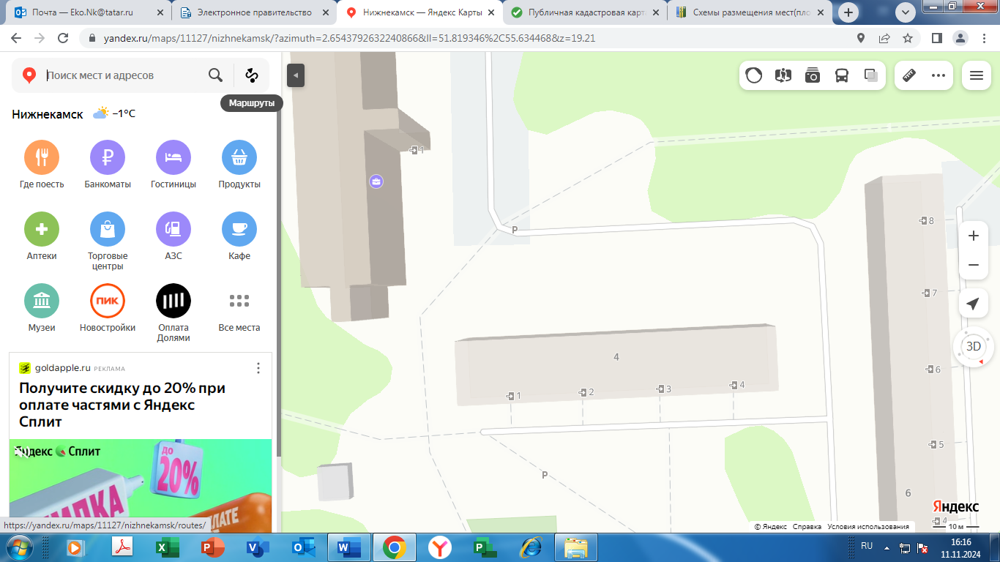 Почта — Eko.Nk@tatar.ru
Электронное правительство
Нижнекамск — Яндекс Карты
Публичная кадастровая карт
Схемы размещения мест(пло
yandex.ru/maps/11127/nizhnekamsk/?azimuth=2.6543792632240866&ll=51.819346%2C55.634468&z=19.21
Поиск мест и адресов
Маршруты
Нижнекамск
–1°C
Где поесть
Банкоматы
Гостиницы
Продукты
Аптеки
Торговые центры
АЗС
Кафе
ПИК
Музеи
Новостройки
Оплата Долями
Все места
goldapple.ru РЕКЛАМА
Получите скидку до 20% при
оплате частями с Яндекс
Сплит
Яндекс Сплит
ДО
20%
https://yandex.ru/maps/11127/nizhnekamsk/routes/
1
P
8
7
6
5
4
6
4
1
2
3
4
P
3D
Яндекс
© Яндекс Справка Условия использования
10 м
RU
16:16
11.11.2024